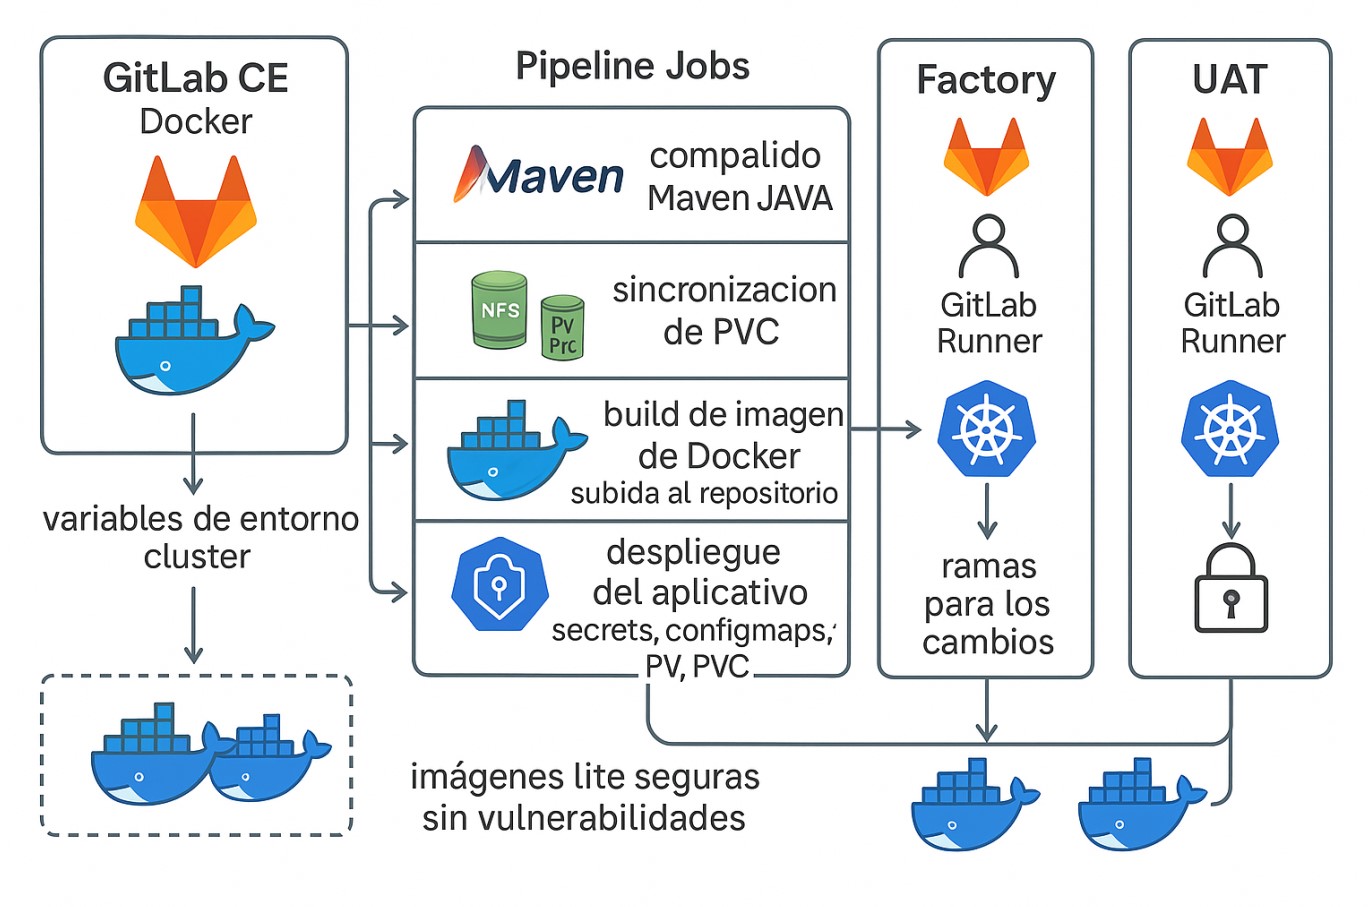 GitLab CE
Docker
variables de entorno
cluster
Pipeline Jobs
Maven
compalido
Maven JAVA
NFS
Pv
Prc
sincronizacion
de PVC
build de imagen
de Docker
subida al repositorio
despliegue
del aplicativo
secrets, configmaps,‘
PV, PVC
imágenes lite seguras
sin vulnerabilidades
Factory
GitLab
Runner
ramas
para los
cambios
UAT
GitLab
Runner